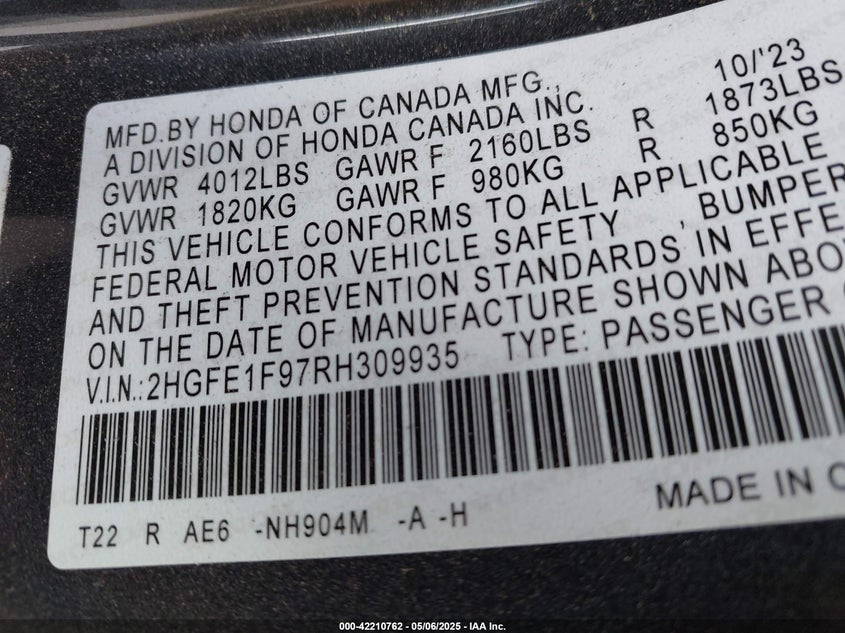 MFD.BY HONDA OF CANADA MFG., 10/'23
A DIVISION OF HONDA CANADA INC.
GVWR 4012LBS GAWR F 2160LBS R 1873LBS
GVWR 1820KG GAWR F 980KG R 850KG
THIS VEHICLE CONFORMS TO ALL APPLICABLE
FEDERAL MOTOR VEHICLE SAFETY , BUMPER
AND THEFT PREVENTION STANDARDS IN EFFE
ON THE DATE OF MANUFACTURE SHOWN ABO
V.I.N.:2HGFE1F97RH309935 TYPE: PASSENGER
T22 R AE6 -NH904M -A -H MADE IN
000-42210762 - 05/06/2025 - IAA Inc.